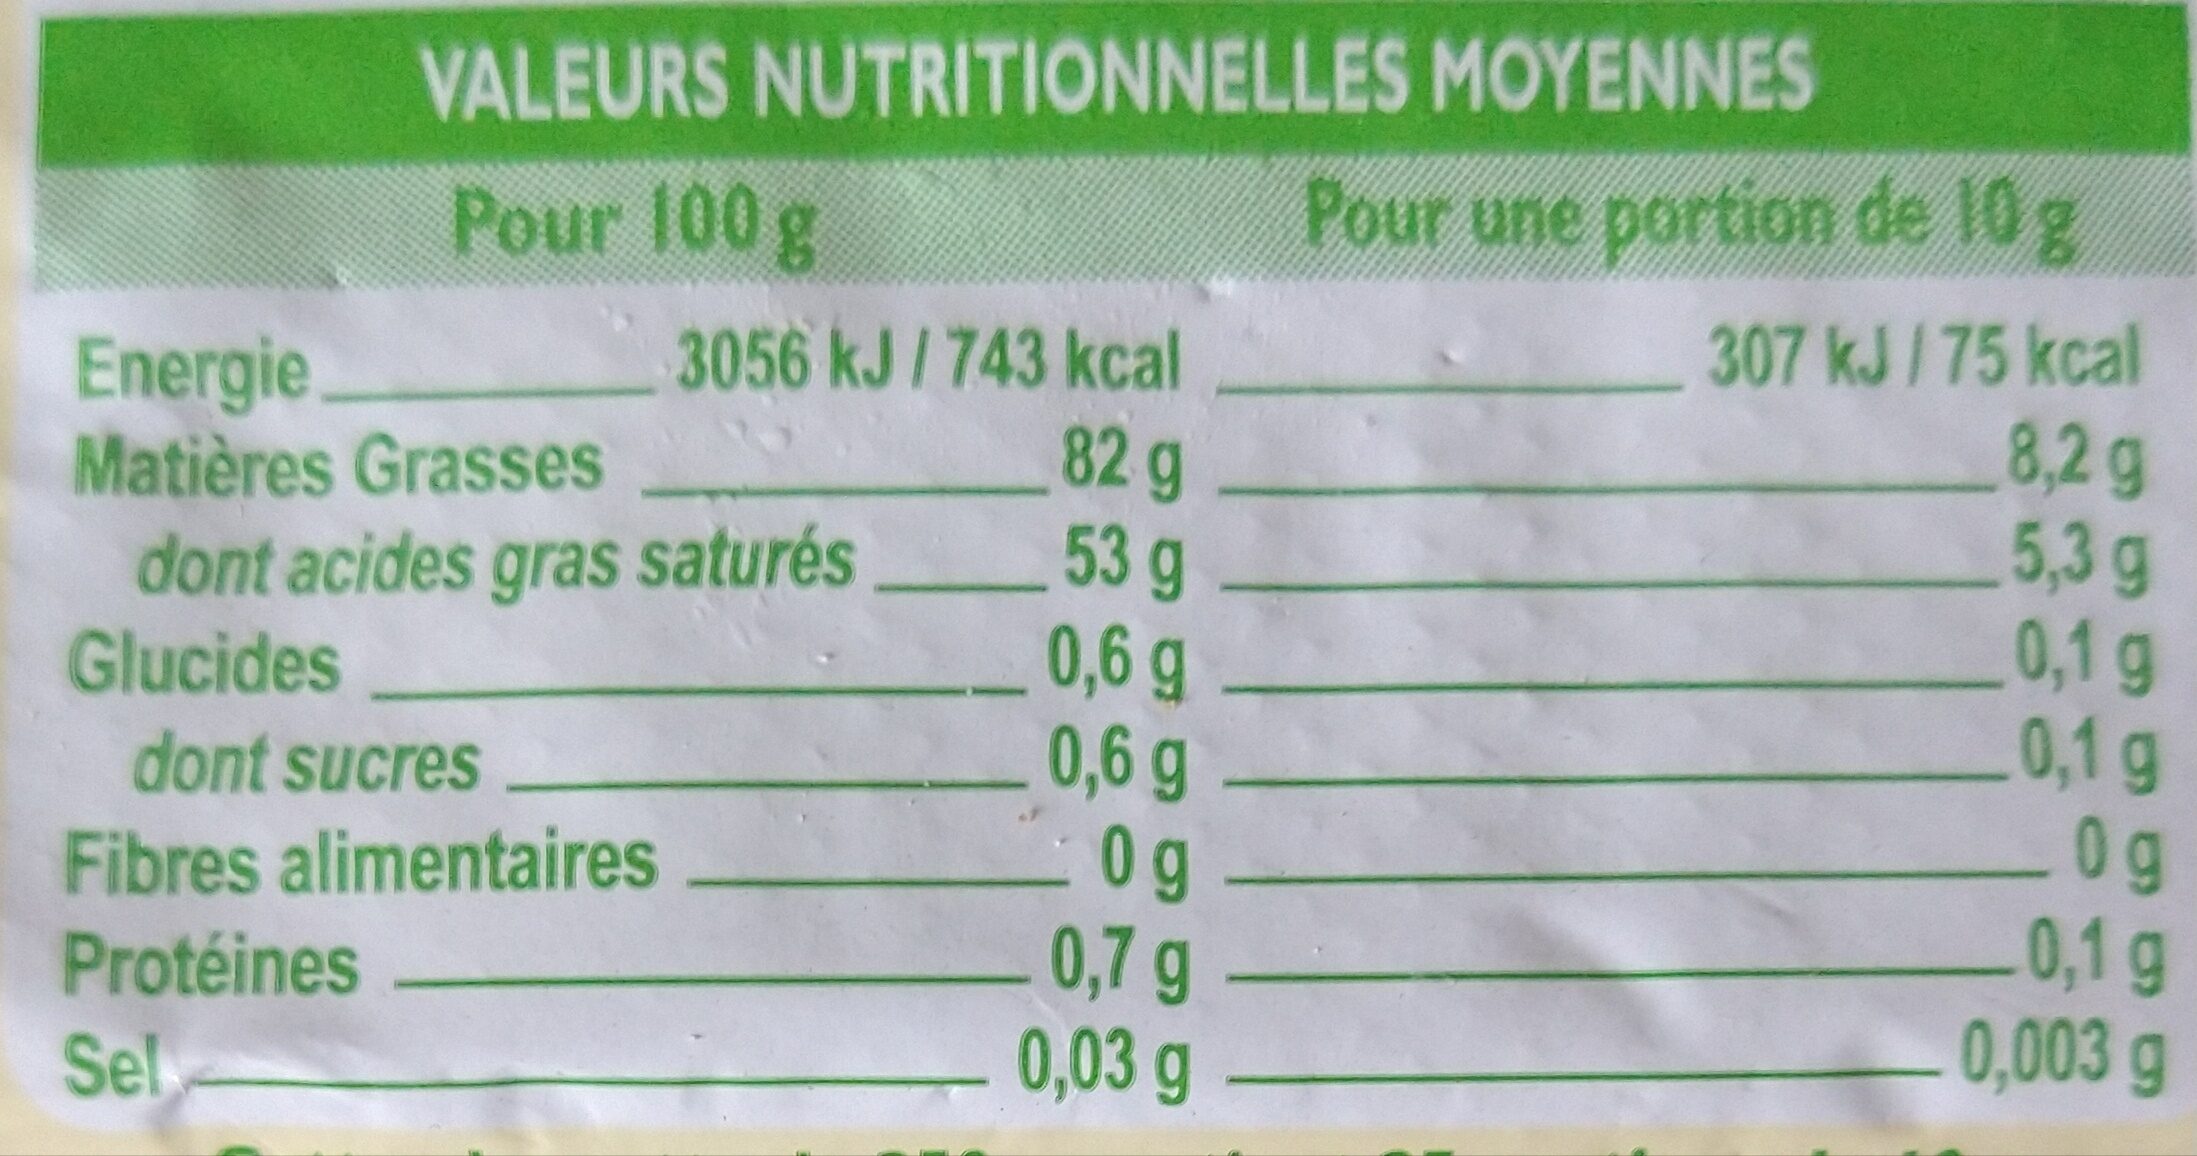 VALEURS NUTRITIONNELLES MOYENNES
Pour 100 g Pour une portion de 10 g
Energie 3056 kJ / 743 kcal 307 kJ / 75 kcal
Matières Grasses 82 g 8,2 g
dont acides gras saturés 53 g 5,3 g
Glucides 0,6 g 0,1 g
dont sucres 0,6 g 0,1 g
Fibres alimentaires 0 g 0 g
Protéines 0,7 g 0,1 g
Sel 0,03 g 0,003 g